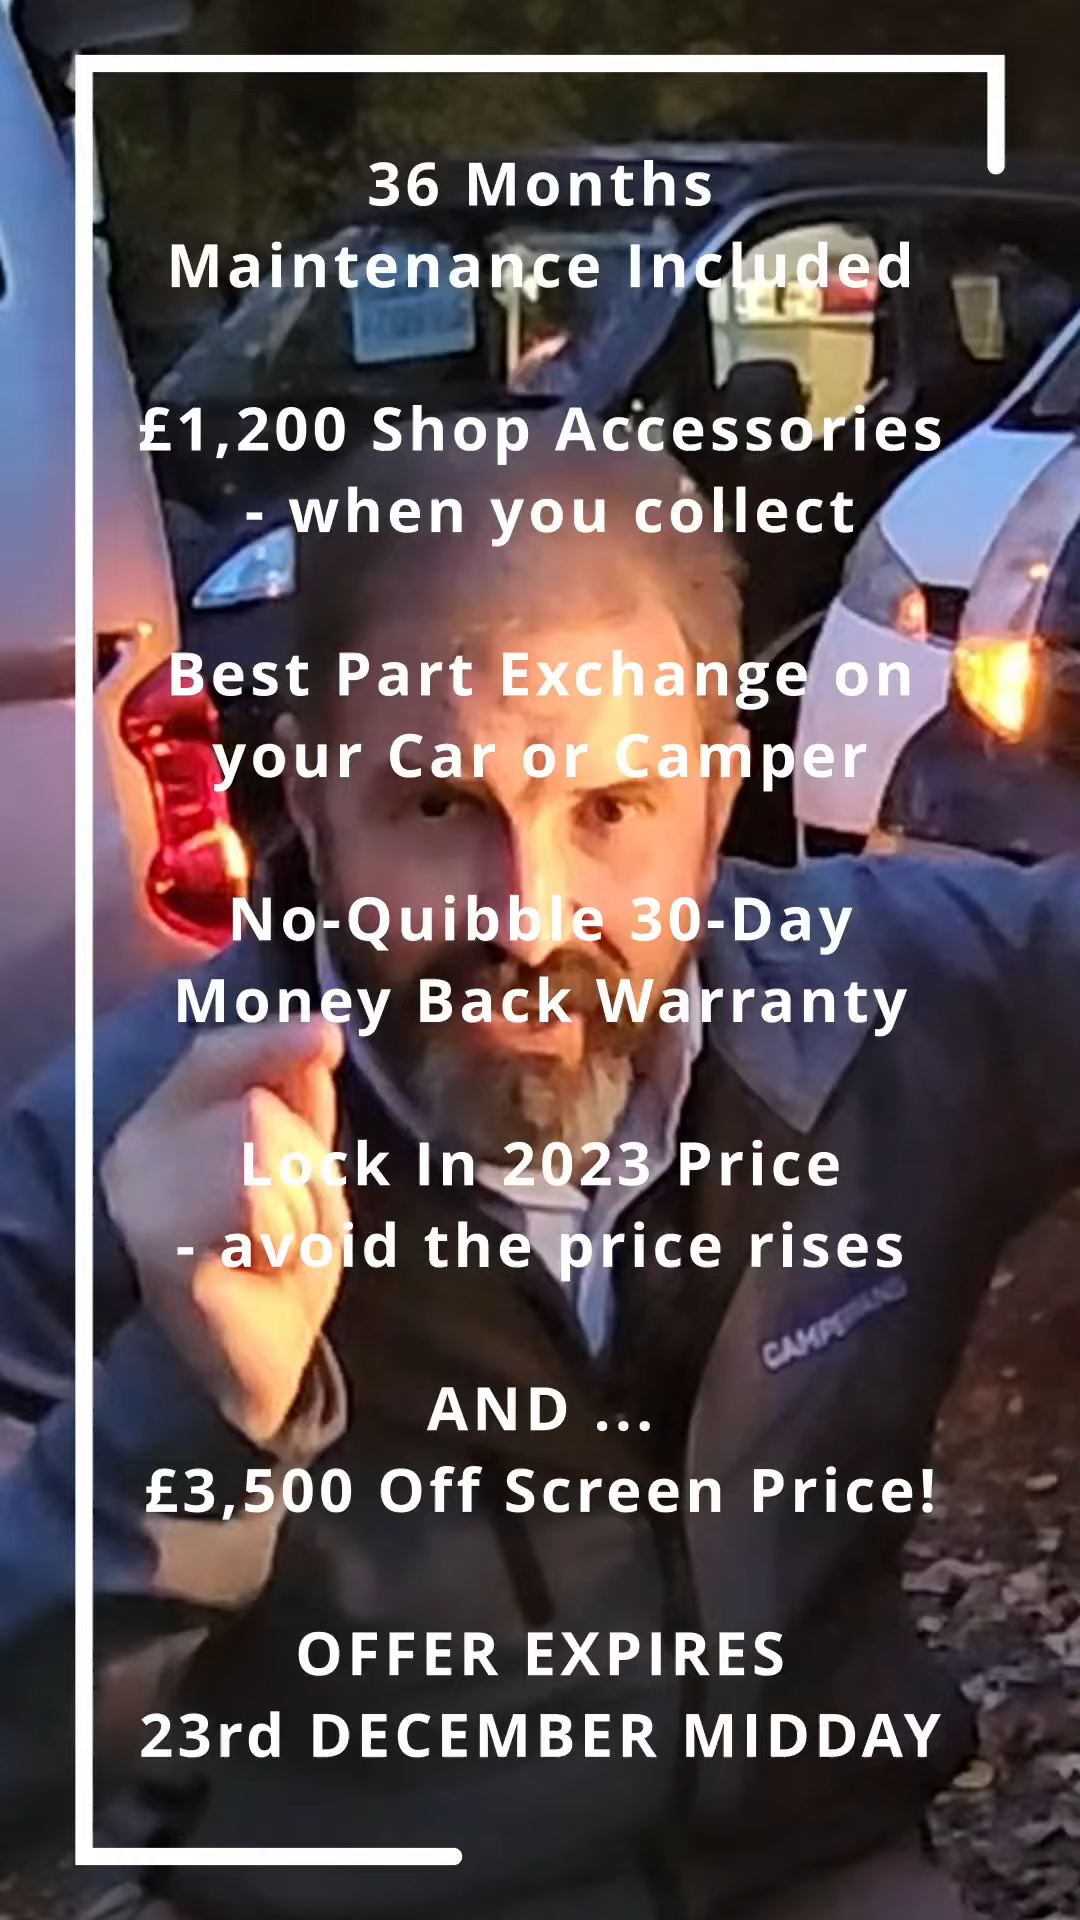 36 Months
Maintenance Included
£1,200 Shop Accessories
- when you collect
Best Part Exchange on
your Car or Camper
No-Quibble 30-Day
Money Back Warranty
Lock In 2023 Price
- avoid the price rises
AND ...
£3,500 Off Screen Price!
OFFER EXPIRES
23rd DECEMBER MIDDAY
CAMPERVANS